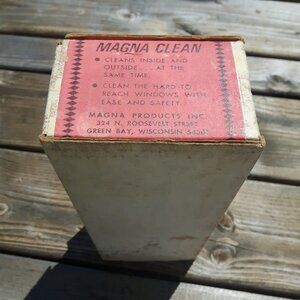 MAGNA CLEAN
● CLEANS INSIDE AND
OUTSIDE . . . AT THE
SAME TIME.
● CLEAN THE HARD TO
REACH WINDOWS WITH
EASE AND SAFETY.
MAGNA PRODUCTS INC.
324 N. ROOSEVELT STREET
GREEN BAY, WISCONSIN